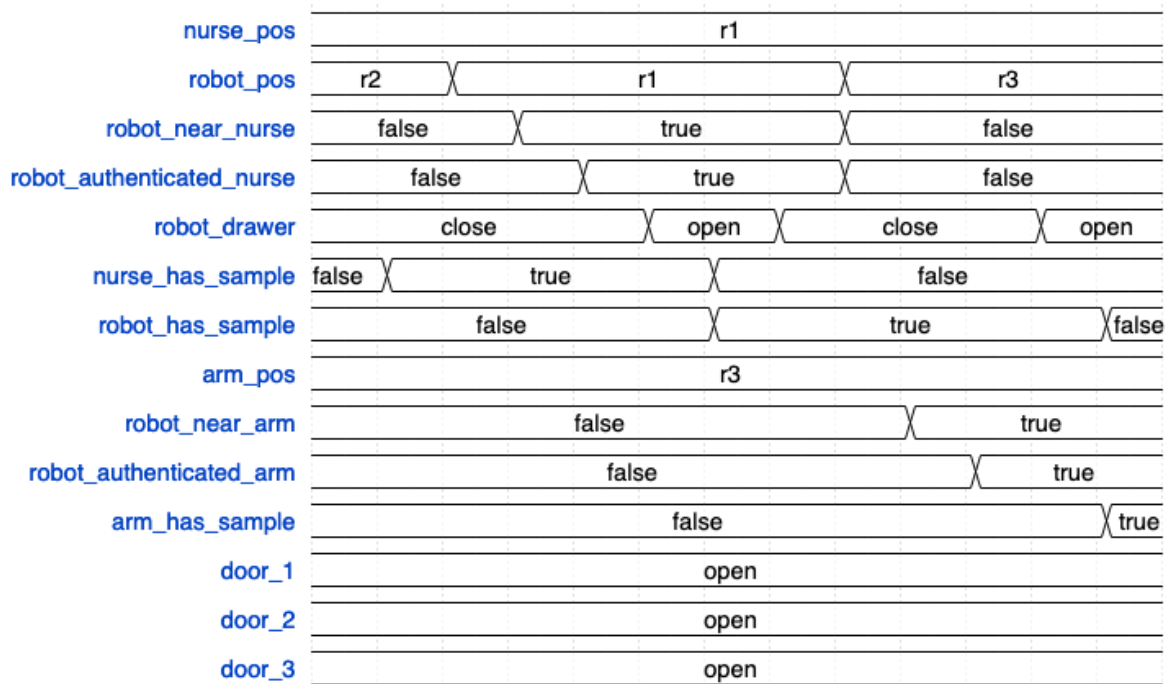 nurse_pos r1
robot_pos r2 r1 r3
robot_near_nurse false true false
robot_authenticated_nurse false true false
robot_drawer close open close open
nurse_has_sample false true false
robot_has_sample false true false
arm_pos r3
robot_near_arm false true
robot_authenticated_arm false true
arm_has_sample false true
door_1 open
door_2 open
door_3 open